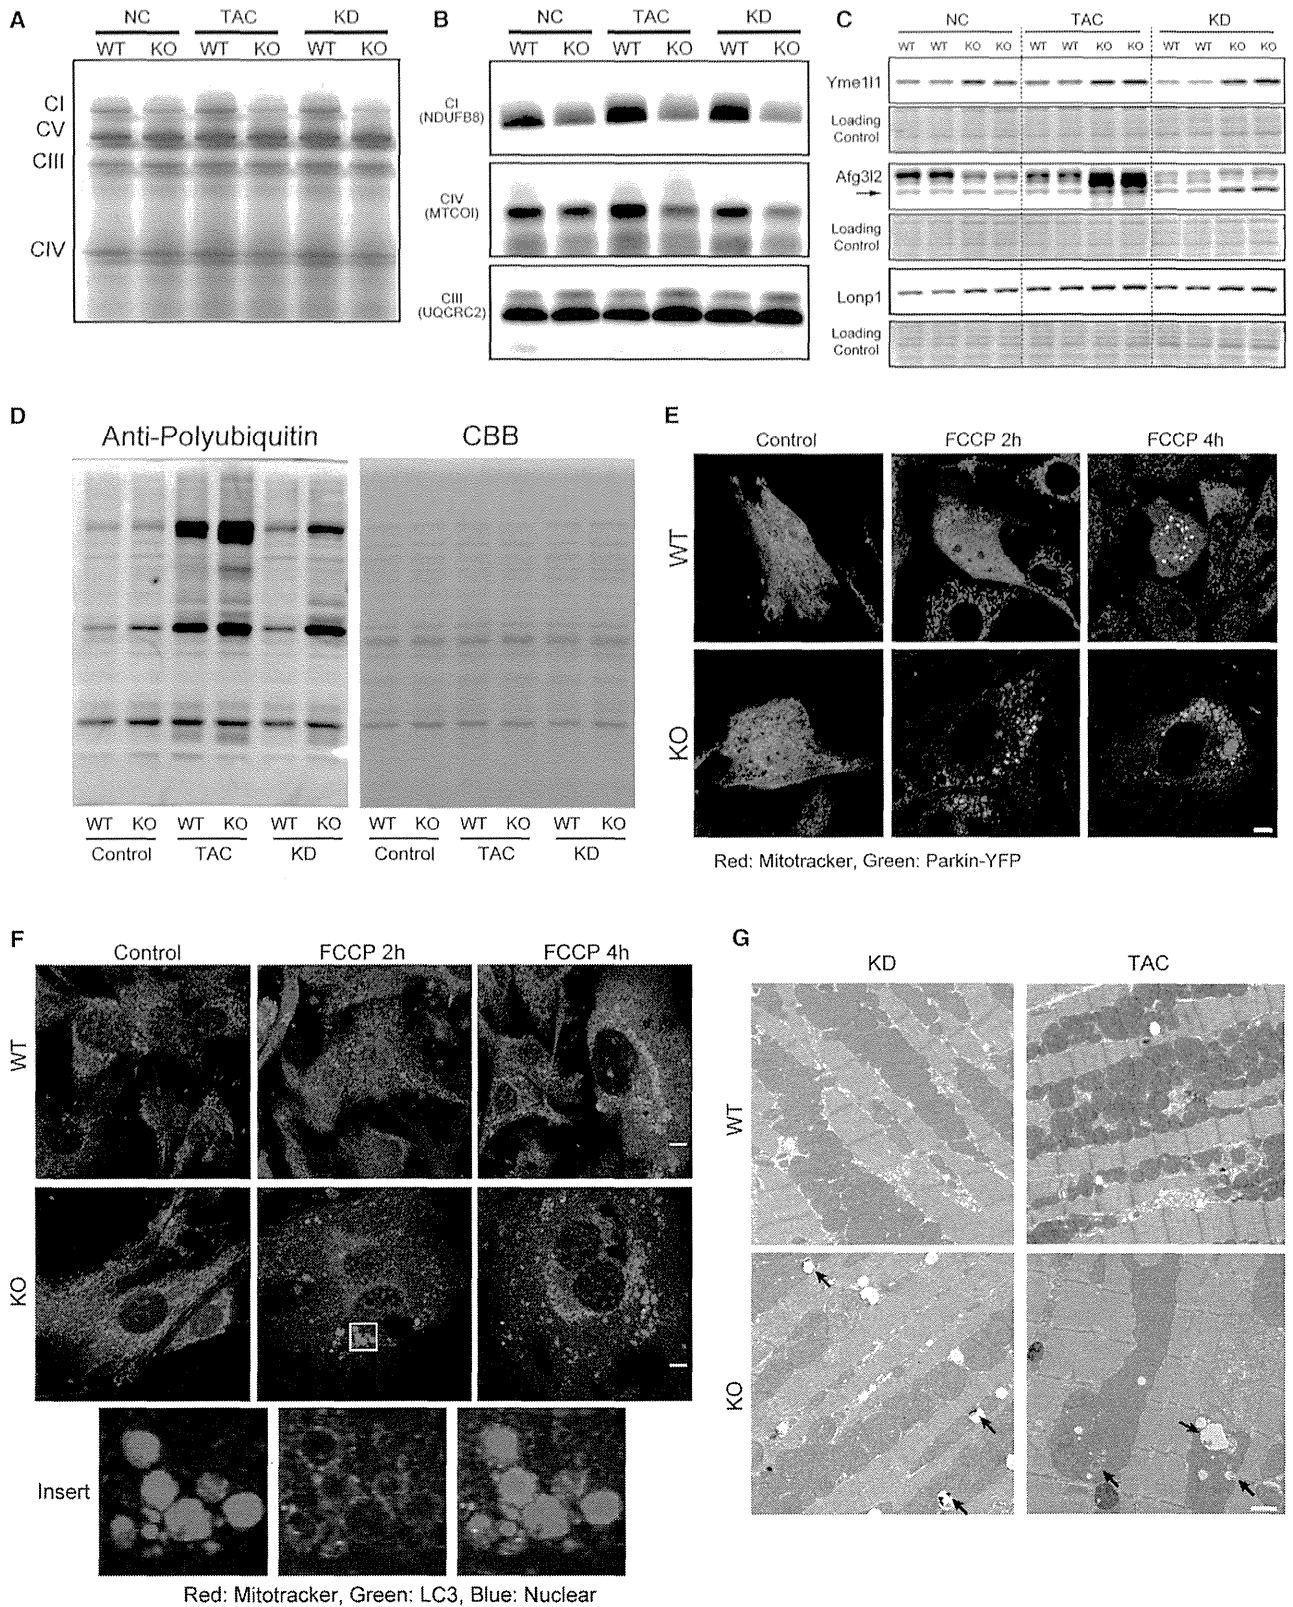 A
NC TAC KD
WT KO WT KO WT KO
CI
CV
CIII
CIV
B
NC TAC KD
WT KO WT KO WT KO
CI
(NDUFB8)
CIV
(MTCOI)
CIII
(UQCRC2)
C
NC TAC KD
WT WT KO KO WT WT KO KO WT WT KO KO
Yme1l1
Loading
Control
Afg3l2
Loading
Control
Lonp1
Loading
Control
D
Anti-Polyubiquitin CBB
WT KO WT KO WT KO WT KO WT KO WT KO
Control TAC KD Control TAC KD
E
Control FCCP 2h FCCP 4h
WT
KO
Red: Mitotracker, Green: Parkin-YFP
F
Control FCCP 2h FCCP 4h
WT
KO
Insert
Red: Mitotracker, Green: LC3, Blue: Nuclear
G
KD TAC
WT
KO